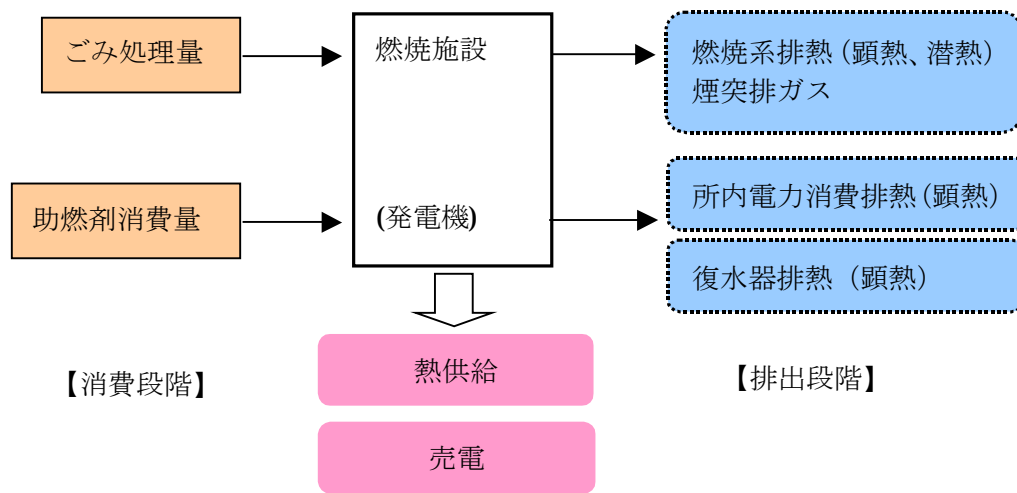 ごみ処理量
助燃剤消費量
燃焼施設
(発電機)
燃焼系排熱(顕熱、潜熱)
煙突排ガス
所内電力消費排熱(顕熱)
復水器排熱（顕熱）
熱供給
売電
【消費段階】
【排出段階】